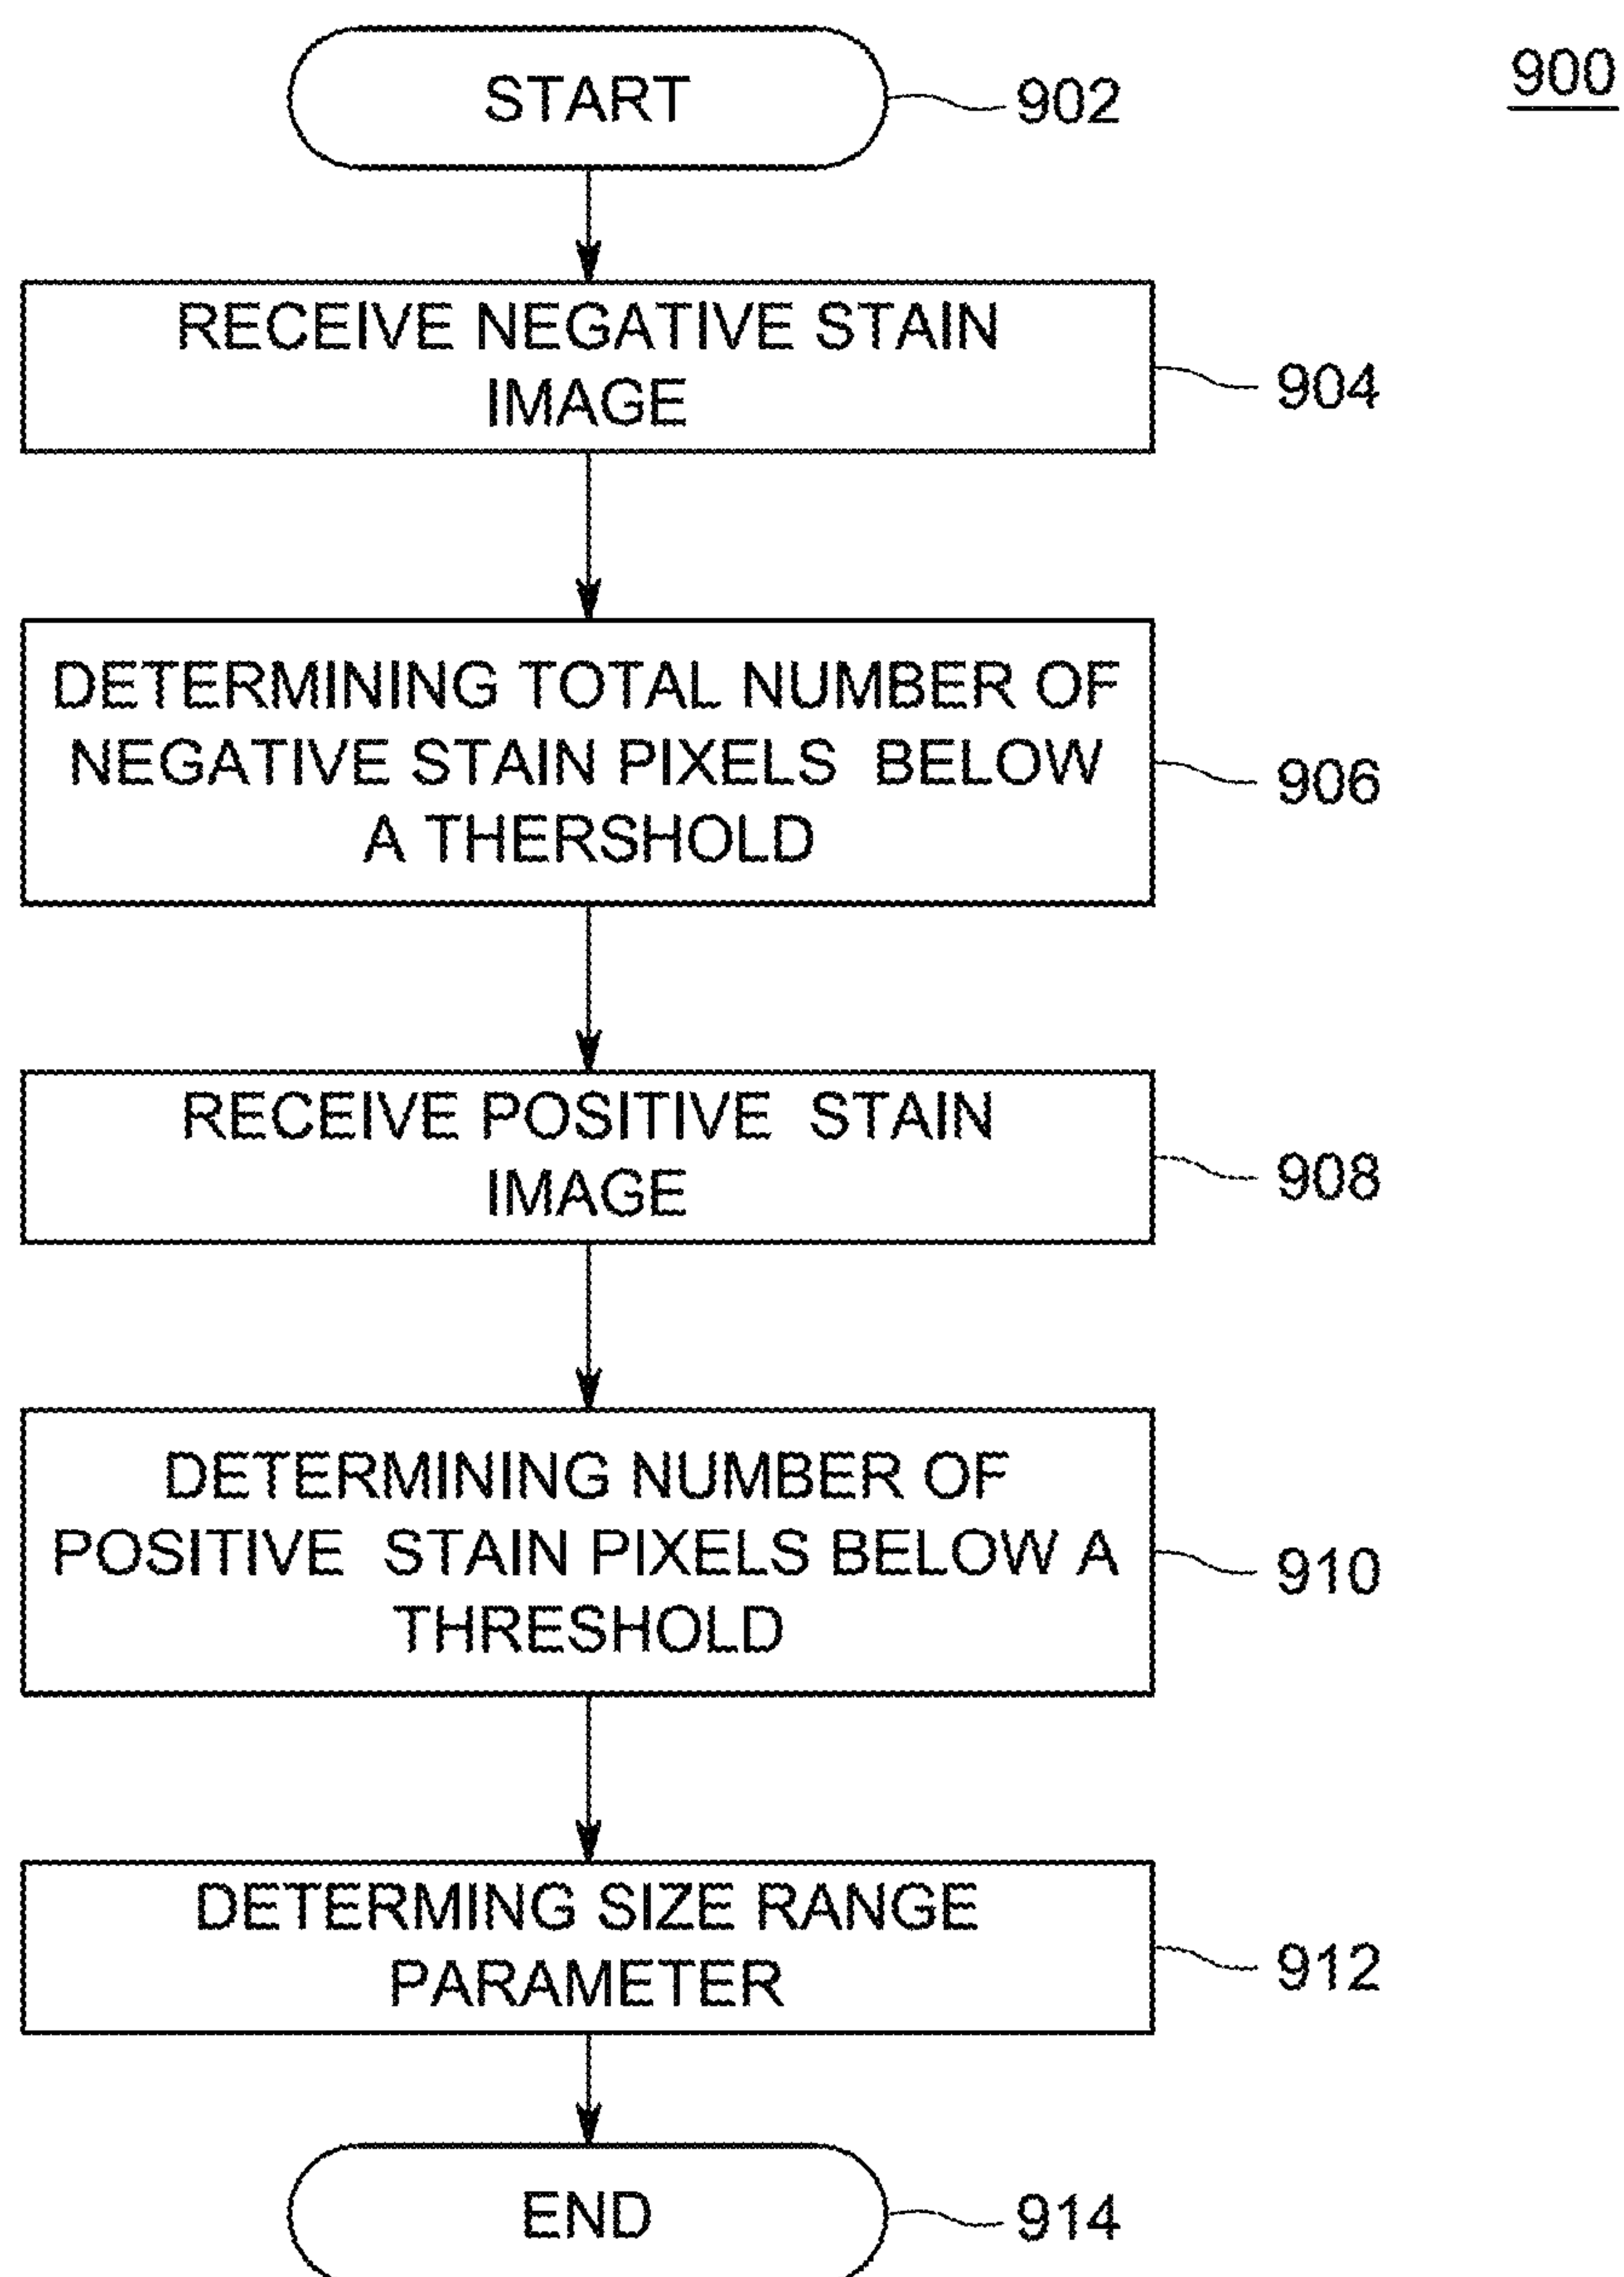 900
START
902
RECEIVE NEGATIVE STAIN
IMAGE
904
DETERMINING TOTAL NUMBER OF
NEGATIVE STAIN PIXELS BELOW
A THERSHOLD
906
RECEIVE POSITIVE STAIN
IMAGE
908
DETERMINING NUMBER OF
POSITIVE STAIN PIXELS BELOW A
THRESHOLD
910
DETERMING SIZE RANGE
PARAMETER
912
END
914